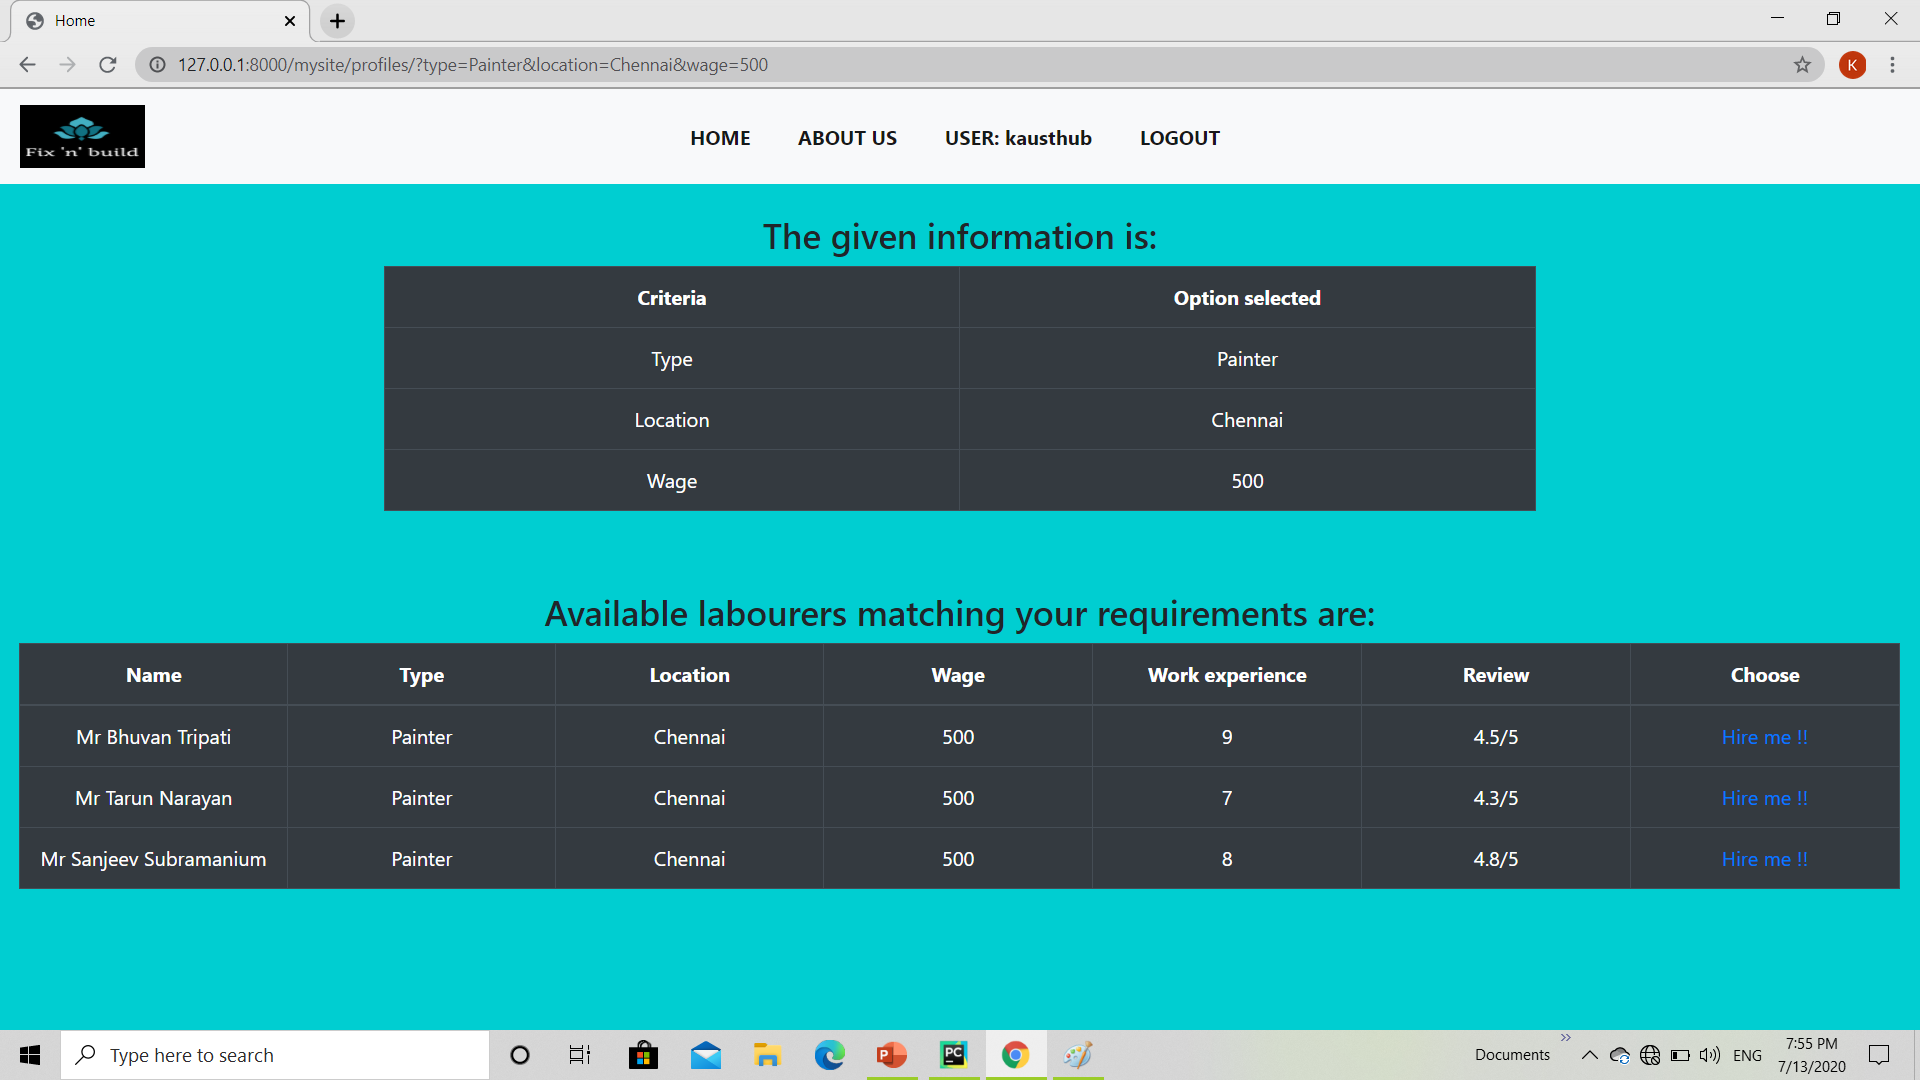 Home
127.0.0.1:8000/mysite/profiles/?type=Painter&location=Chennai&wage=500
K
Fix 'n' build
HOME ABOUT US USER: kausthub LOGOUT
The given information is:
Criteria Option selected
Type Painter
Location Chennai
Wage 500
Available labourers matching your requirements are:
Name Type Location Wage Work experience Review Choose
Mr Bhuvan Tripati Painter Chennai 500 9 4.5/5 Hire me !!
Mr Tarun Narayan Painter Chennai 500 7 4.3/5 Hire me !!
Mr Sanjeev Subramanium Painter Chennai 500 8 4.8/5 Hire me !!
Type here to search
P
PC
Documents
ENG
7:55 PM
7/13/2020